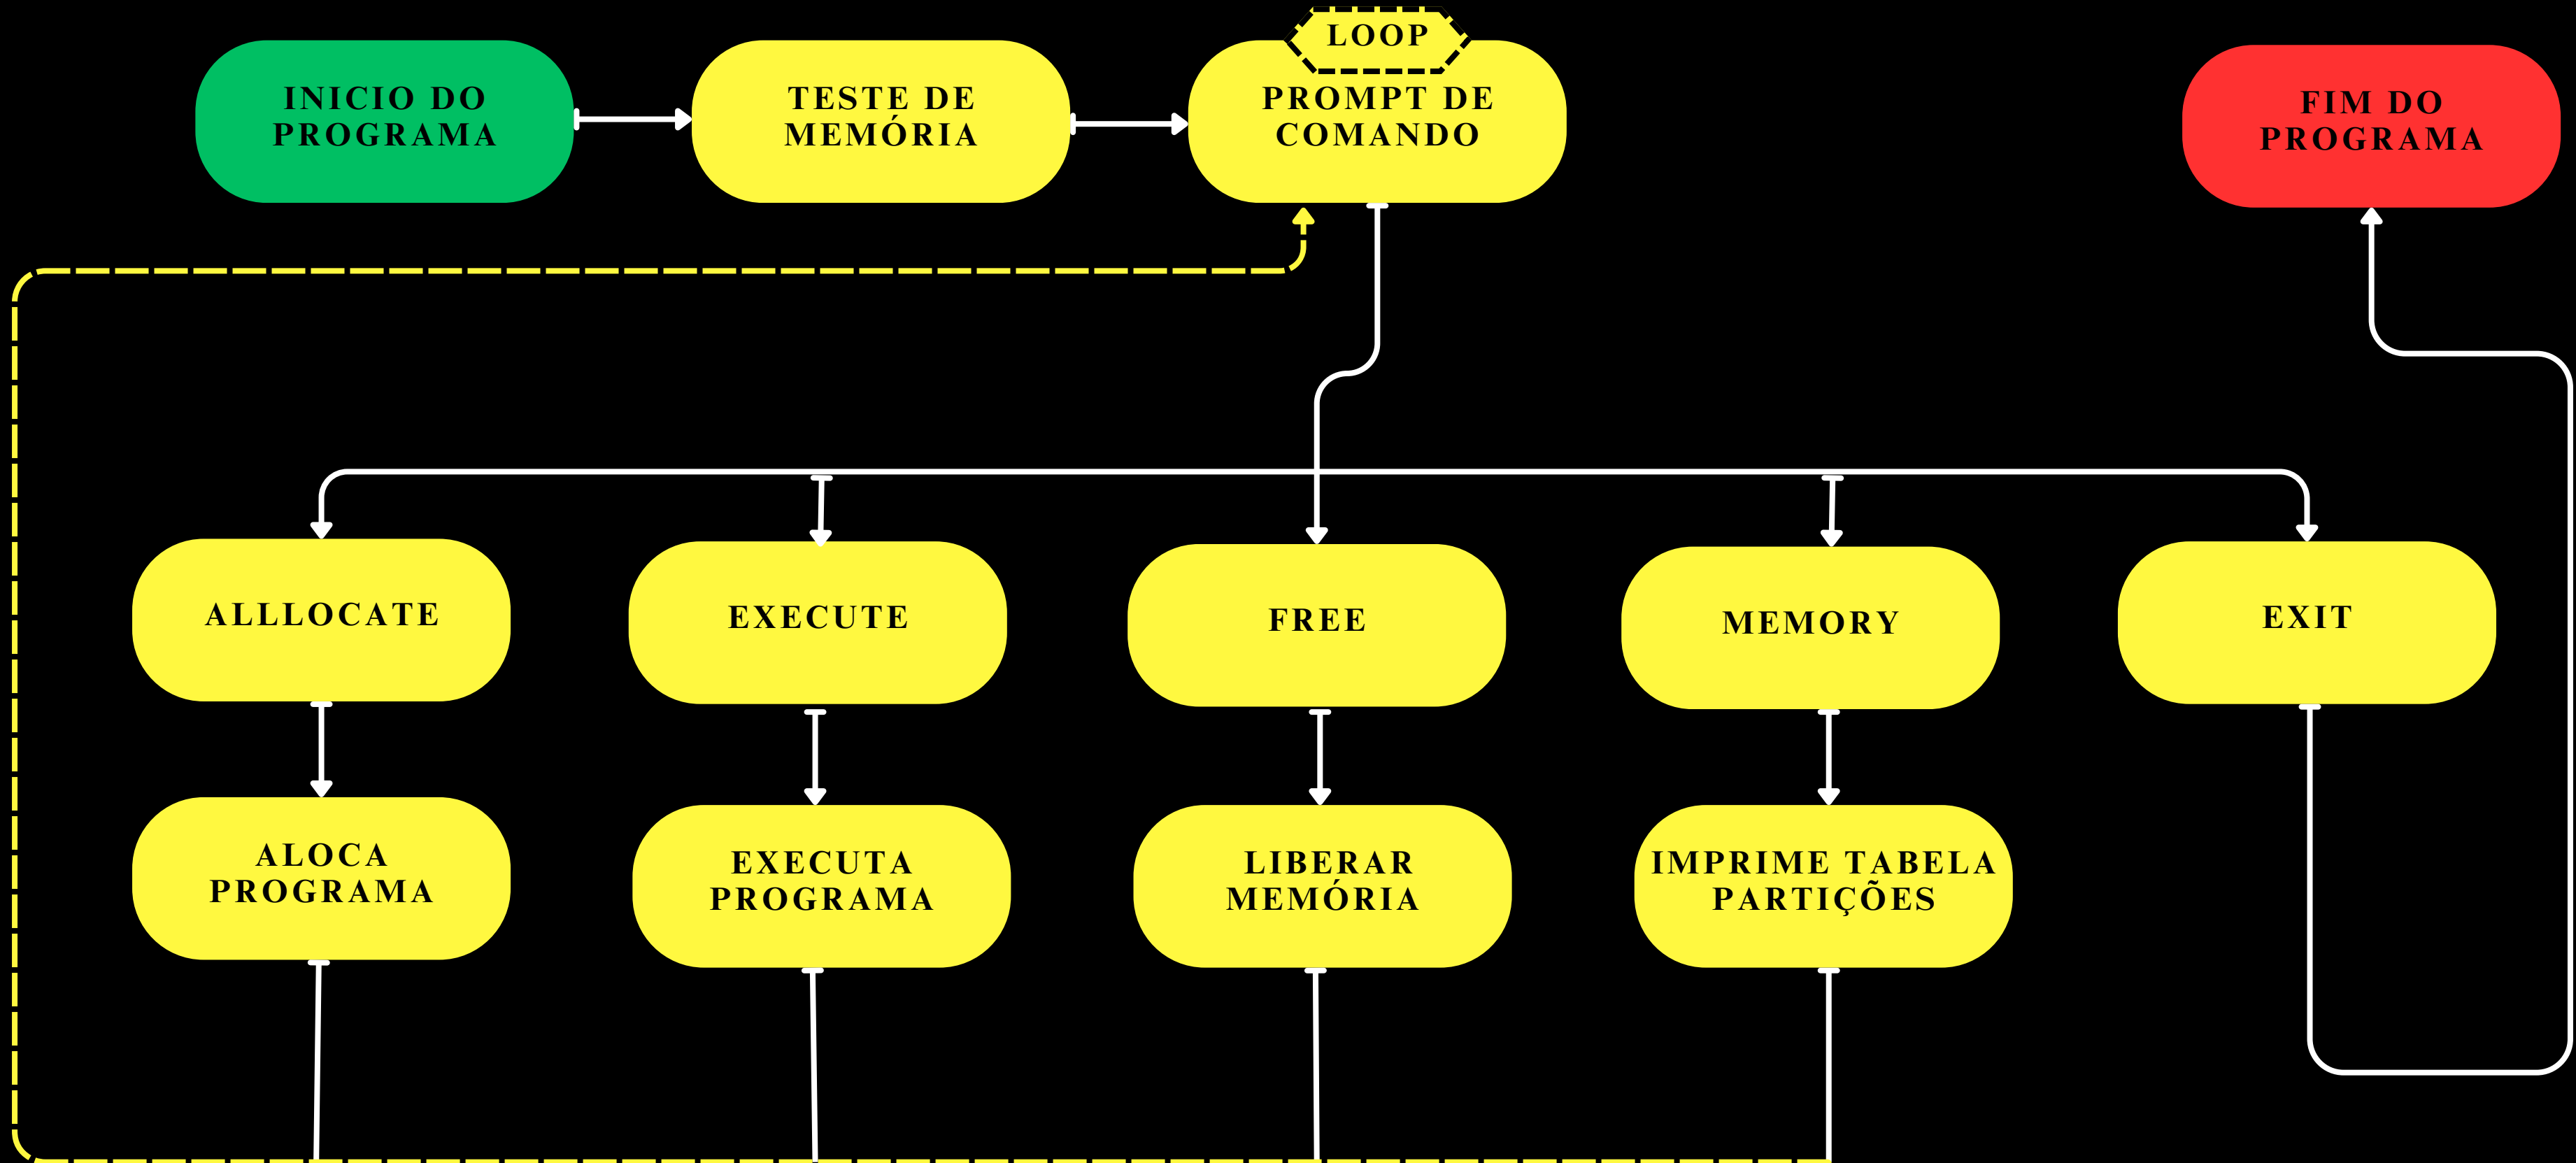 INICIO DO
PROGRAMA
TESTE DE
MEMÓRIA
LOOP
PROMPT DE
COMANDO
FIM DO
PROGRAMA
ALLLOCATE
EXECUTE
FREE
MEMORY
EXIT
ALOCA
PROGRAMA
EXECUTA
PROGRAMA
LIBERAR
MEMÓRIA
IMPRIME TABELA
PARTIÇÕES